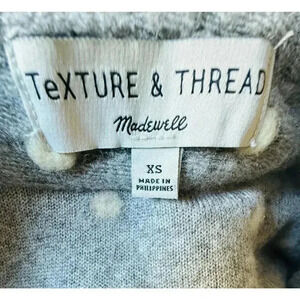 TeXTURE & THREAD
Madewell
XS
MADE IN
PHILIPPINES